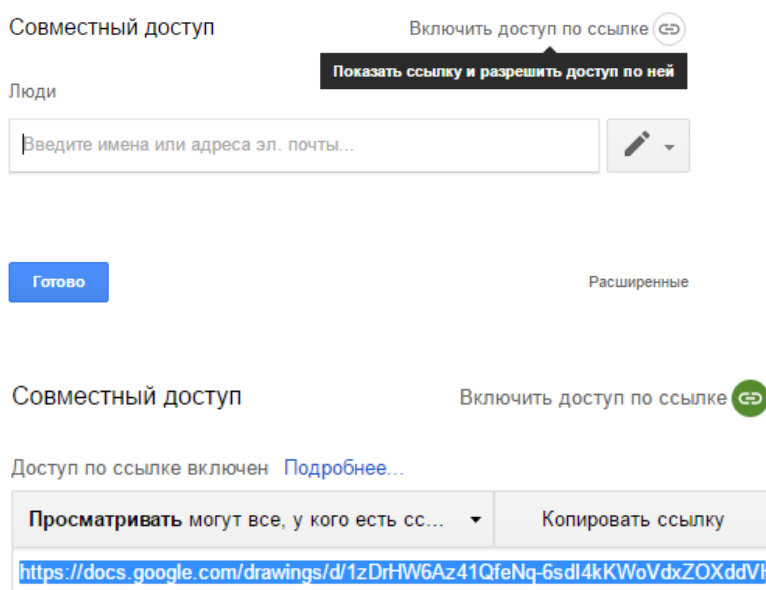 Совместный доступ Включить доступ по ссылке
Показать ссылку и разрешить доступ по ней
Люди
Введите имена или адреса эл. почты...
Готово Расширенные
Совместный доступ Включить доступ по ссылке
Доступ по ссылке включен Подробнее...
Просматривать могут все, у кого есть сс... Копировать ссылку
https://docs.google.com/drawings/d/1zDrHW6Az41QfeNq-6sdI4kKWoVdxZOXddVH